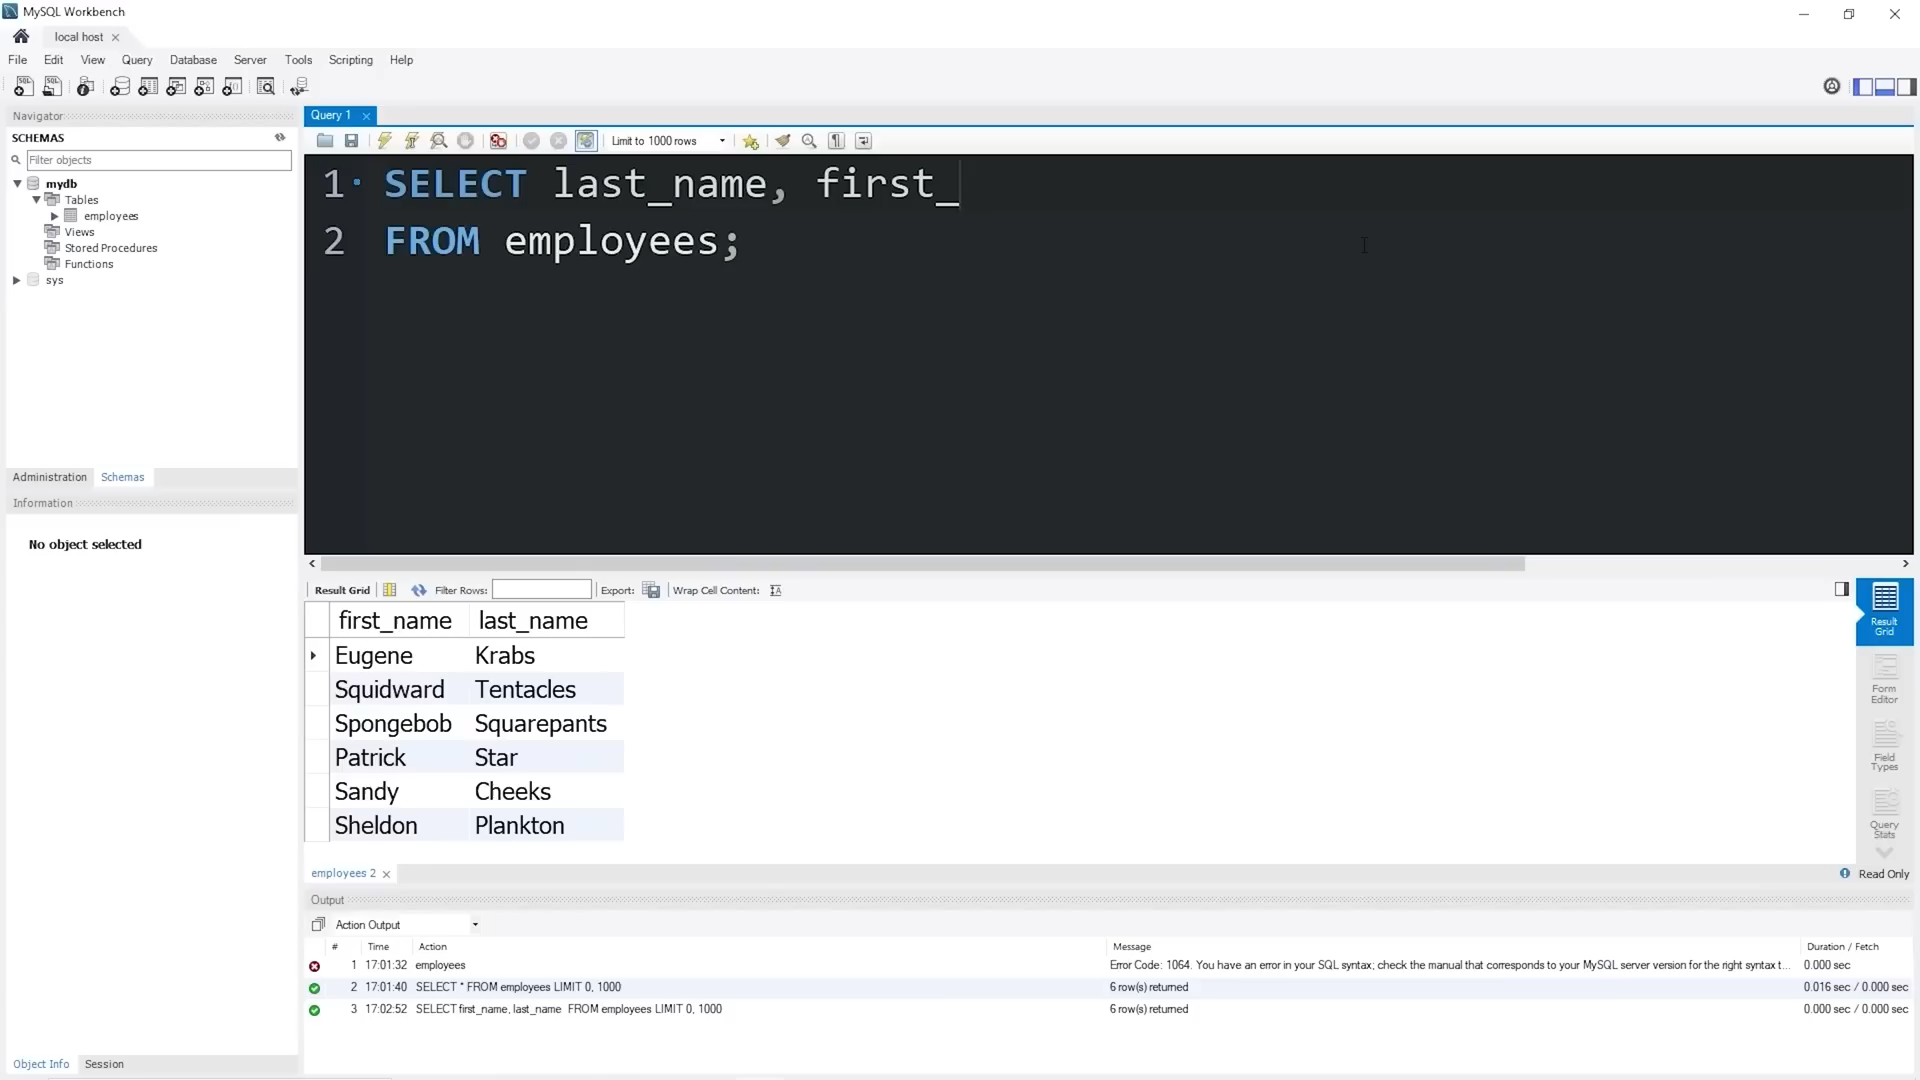 MySQL Workbench
local host
File Edit View Query Database Server Tools Scripting Help
Navigator
SCHEMAS
Filter objects
mydb
Tables
employees
Views
Stored Procedures
Functions
sys
Administration Schemas
Information
No object selected
Object Info Session
Query 1
Limit to 1000 rows
1 SELECT last_name, first_
2 FROM employees;
Result Grid Filter Rows: Export: Wrap Cell Content:
first_name last_name
Eugene Krabs
Squidward Tentacles
Spongebob Squarepants
Patrick Star
Sandy Cheeks
Sheldon Plankton
Result
Grid
Form
Editor
Field
Types
Query
Stats
employees 2
Read Only
Output
Action Output
# Time Action Message Duration / Fetch
1 17:01:32 employees Error Code: 1064. You have an error in your SQL syntax; check the manual that corresponds to your MySQL server version for the right syntax t... 0.000 sec
2 17:01:40 SELECT * FROM employees LIMIT 0, 1000 6 row(s) returned 0.016 sec / 0.000 sec
3 17:02:52 SELECT first_name, last_name FROM employees LIMIT 0, 1000 6 row(s) returned 0.000 sec / 0.000 sec